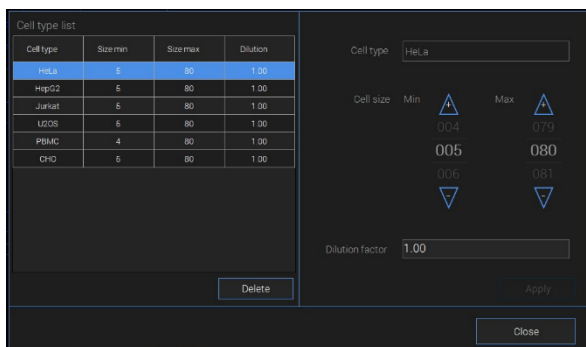 Cell type list
Cell type Size min Size max Dilution
HeLa 5 80 1.00
HepG2 5 80 1.00
Jurkat 5 80 1.00
U2OS 5 80 1.00
PBMC 4 80 1.00
CHO 5 80 1.00
Delete
Cell type HeLa
Cell size Min + Max +
004 079
005 080
006 081
- -
Dilution factor 1.00
Apply
Close